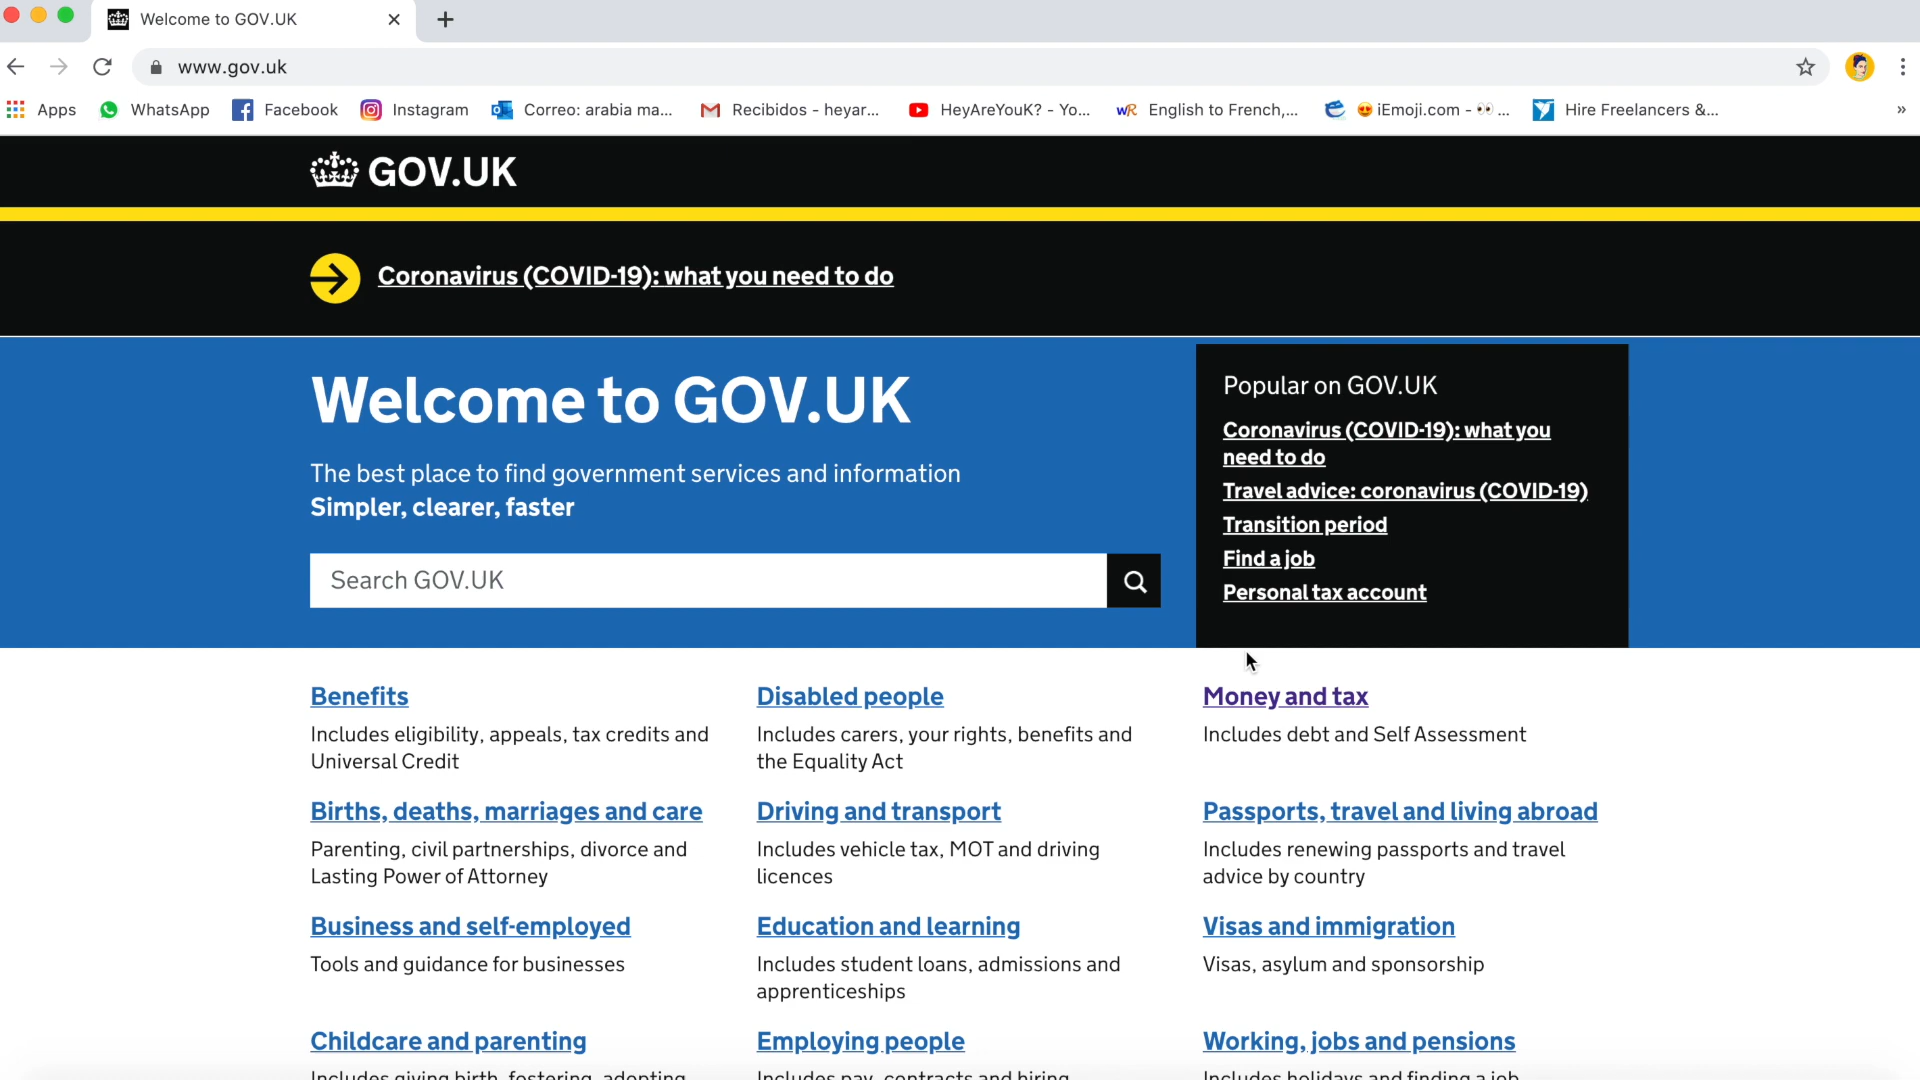 Welcome to GOV.UK
www.gov.uk
Apps WhatsApp Facebook Instagram Correo: arabia ma... Recibidos - heyar... HeyAreYouK? - Yo... English to French,... 😍 iEmoji.com - 👀 ... Hire Freelancers &... »
GOV.UK
Coronavirus (COVID-19): what you need to do
Welcome to GOV.UK
The best place to find government services and information
Simpler, clearer, faster
Search GOV.UK
Popular on GOV.UK
Coronavirus (COVID-19): what you
need to do
Travel advice: coronavirus (COVID-19)
Transition period
Find a job
Personal tax account
Benefits
Includes eligibility, appeals, tax credits and
Universal Credit
Disabled people
Includes carers, your rights, benefits and
the Equality Act
Money and tax
Includes debt and Self Assessment
Births, deaths, marriages and care
Parenting, civil partnerships, divorce and
Lasting Power of Attorney
Driving and transport
Includes vehicle tax, MOT and driving
licences
Passports, travel and living abroad
Includes renewing passports and travel
advice by country
Business and self-employed
Tools and guidance for businesses
Education and learning
Includes student loans, admissions and
apprenticeships
Visas and immigration
Visas, asylum and sponsorship
Childcare and parenting
Includes giving birth, fostering, adopting
Employing people
Includes pay, contracts and hiring
Working, jobs and pensions
Includes holidays and finding a job